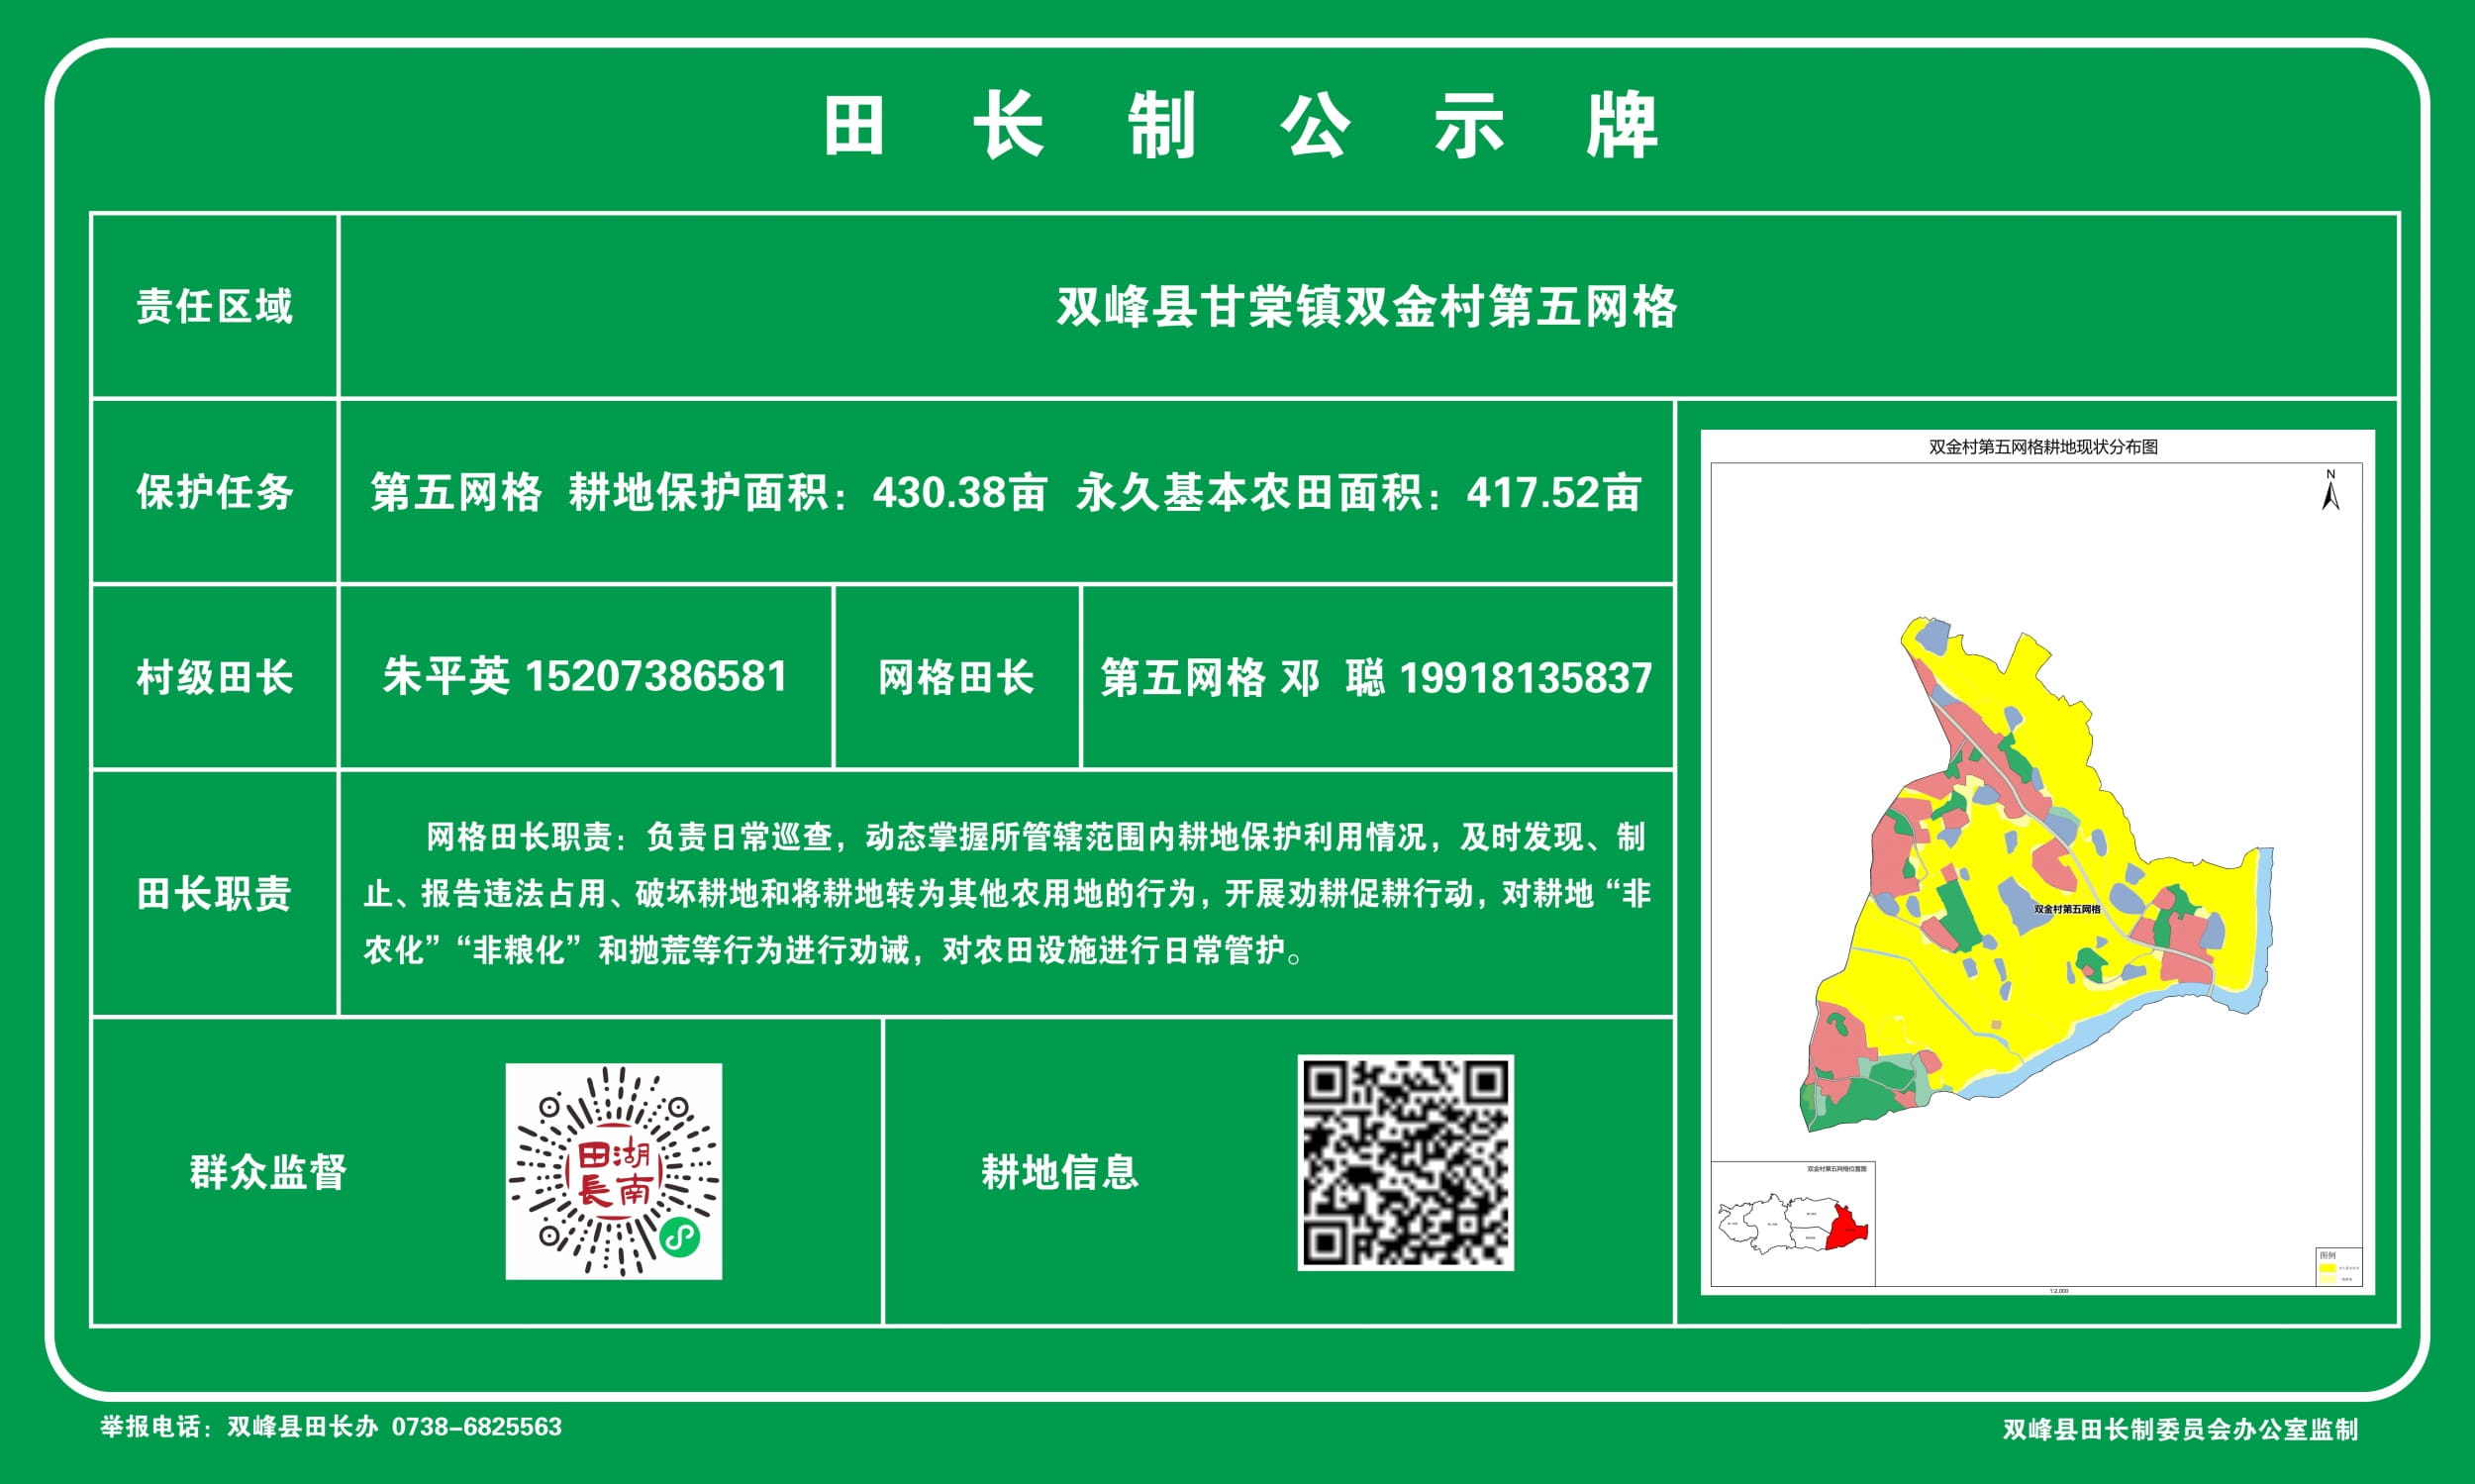 田长制公示牌
责任区域
双峰县甘棠镇双金村第五网格
保护任务
第五网格 耕地保护面积：430.38亩 永久基本农田面积：417.52亩
村级田长
朱平英 15207386581
网格田长
第五网格 邓 聪 19918135837
田长职责
网格田长职责：负责日常巡查，动态掌握所管辖范围内耕地保护利用情况，及时发现、制
止、报告违法占用、破坏耕地和将耕地转为其他农用地的行为，开展劝耕促耕行动，对耕地“非
农化”“非粮化”和抛荒等行为进行劝诫，对农田设施进行日常管护。
群众监督
湖南
田長
耕地信息
双金村第五网格耕地现状分布图
N
双金村第五网格
双金村第五网格位置图
图例
1:2,000
举报电话：双峰县田长办 0738-6825563
双峰县田长制委员会办公室监制